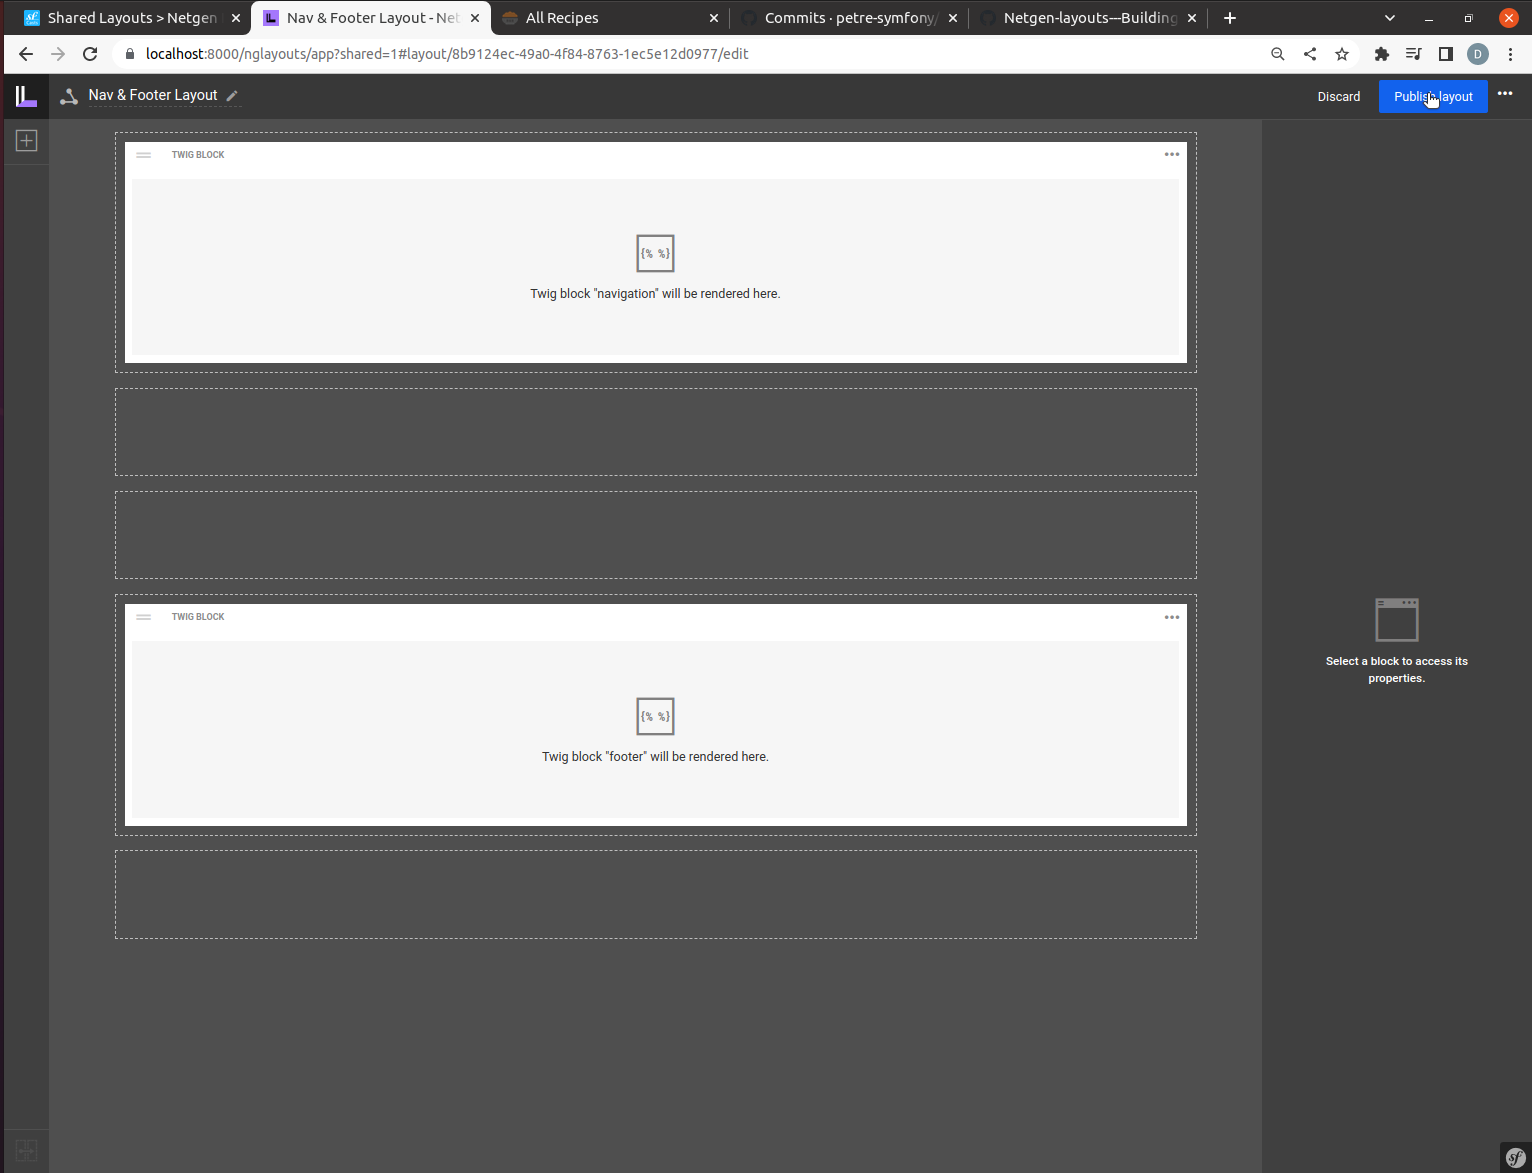 Shared Layouts > Netgen
Nav & Footer Layout - Net
All Recipes
Commits · petre-symfony/
Netgen-layouts---Building
localhost:8000/nglayouts/app?shared=1#layout/8b9124ec-49a0-4f84-8763-1ec5e12d0977/edit
D
Nav & Footer Layout
Discard
Publish layout
TWIG BLOCK
{% %}
Twig block "navigation" will be rendered here.
TWIG BLOCK
{% %}
Twig block "footer" will be rendered here.
Select a block to access its
properties.
sf